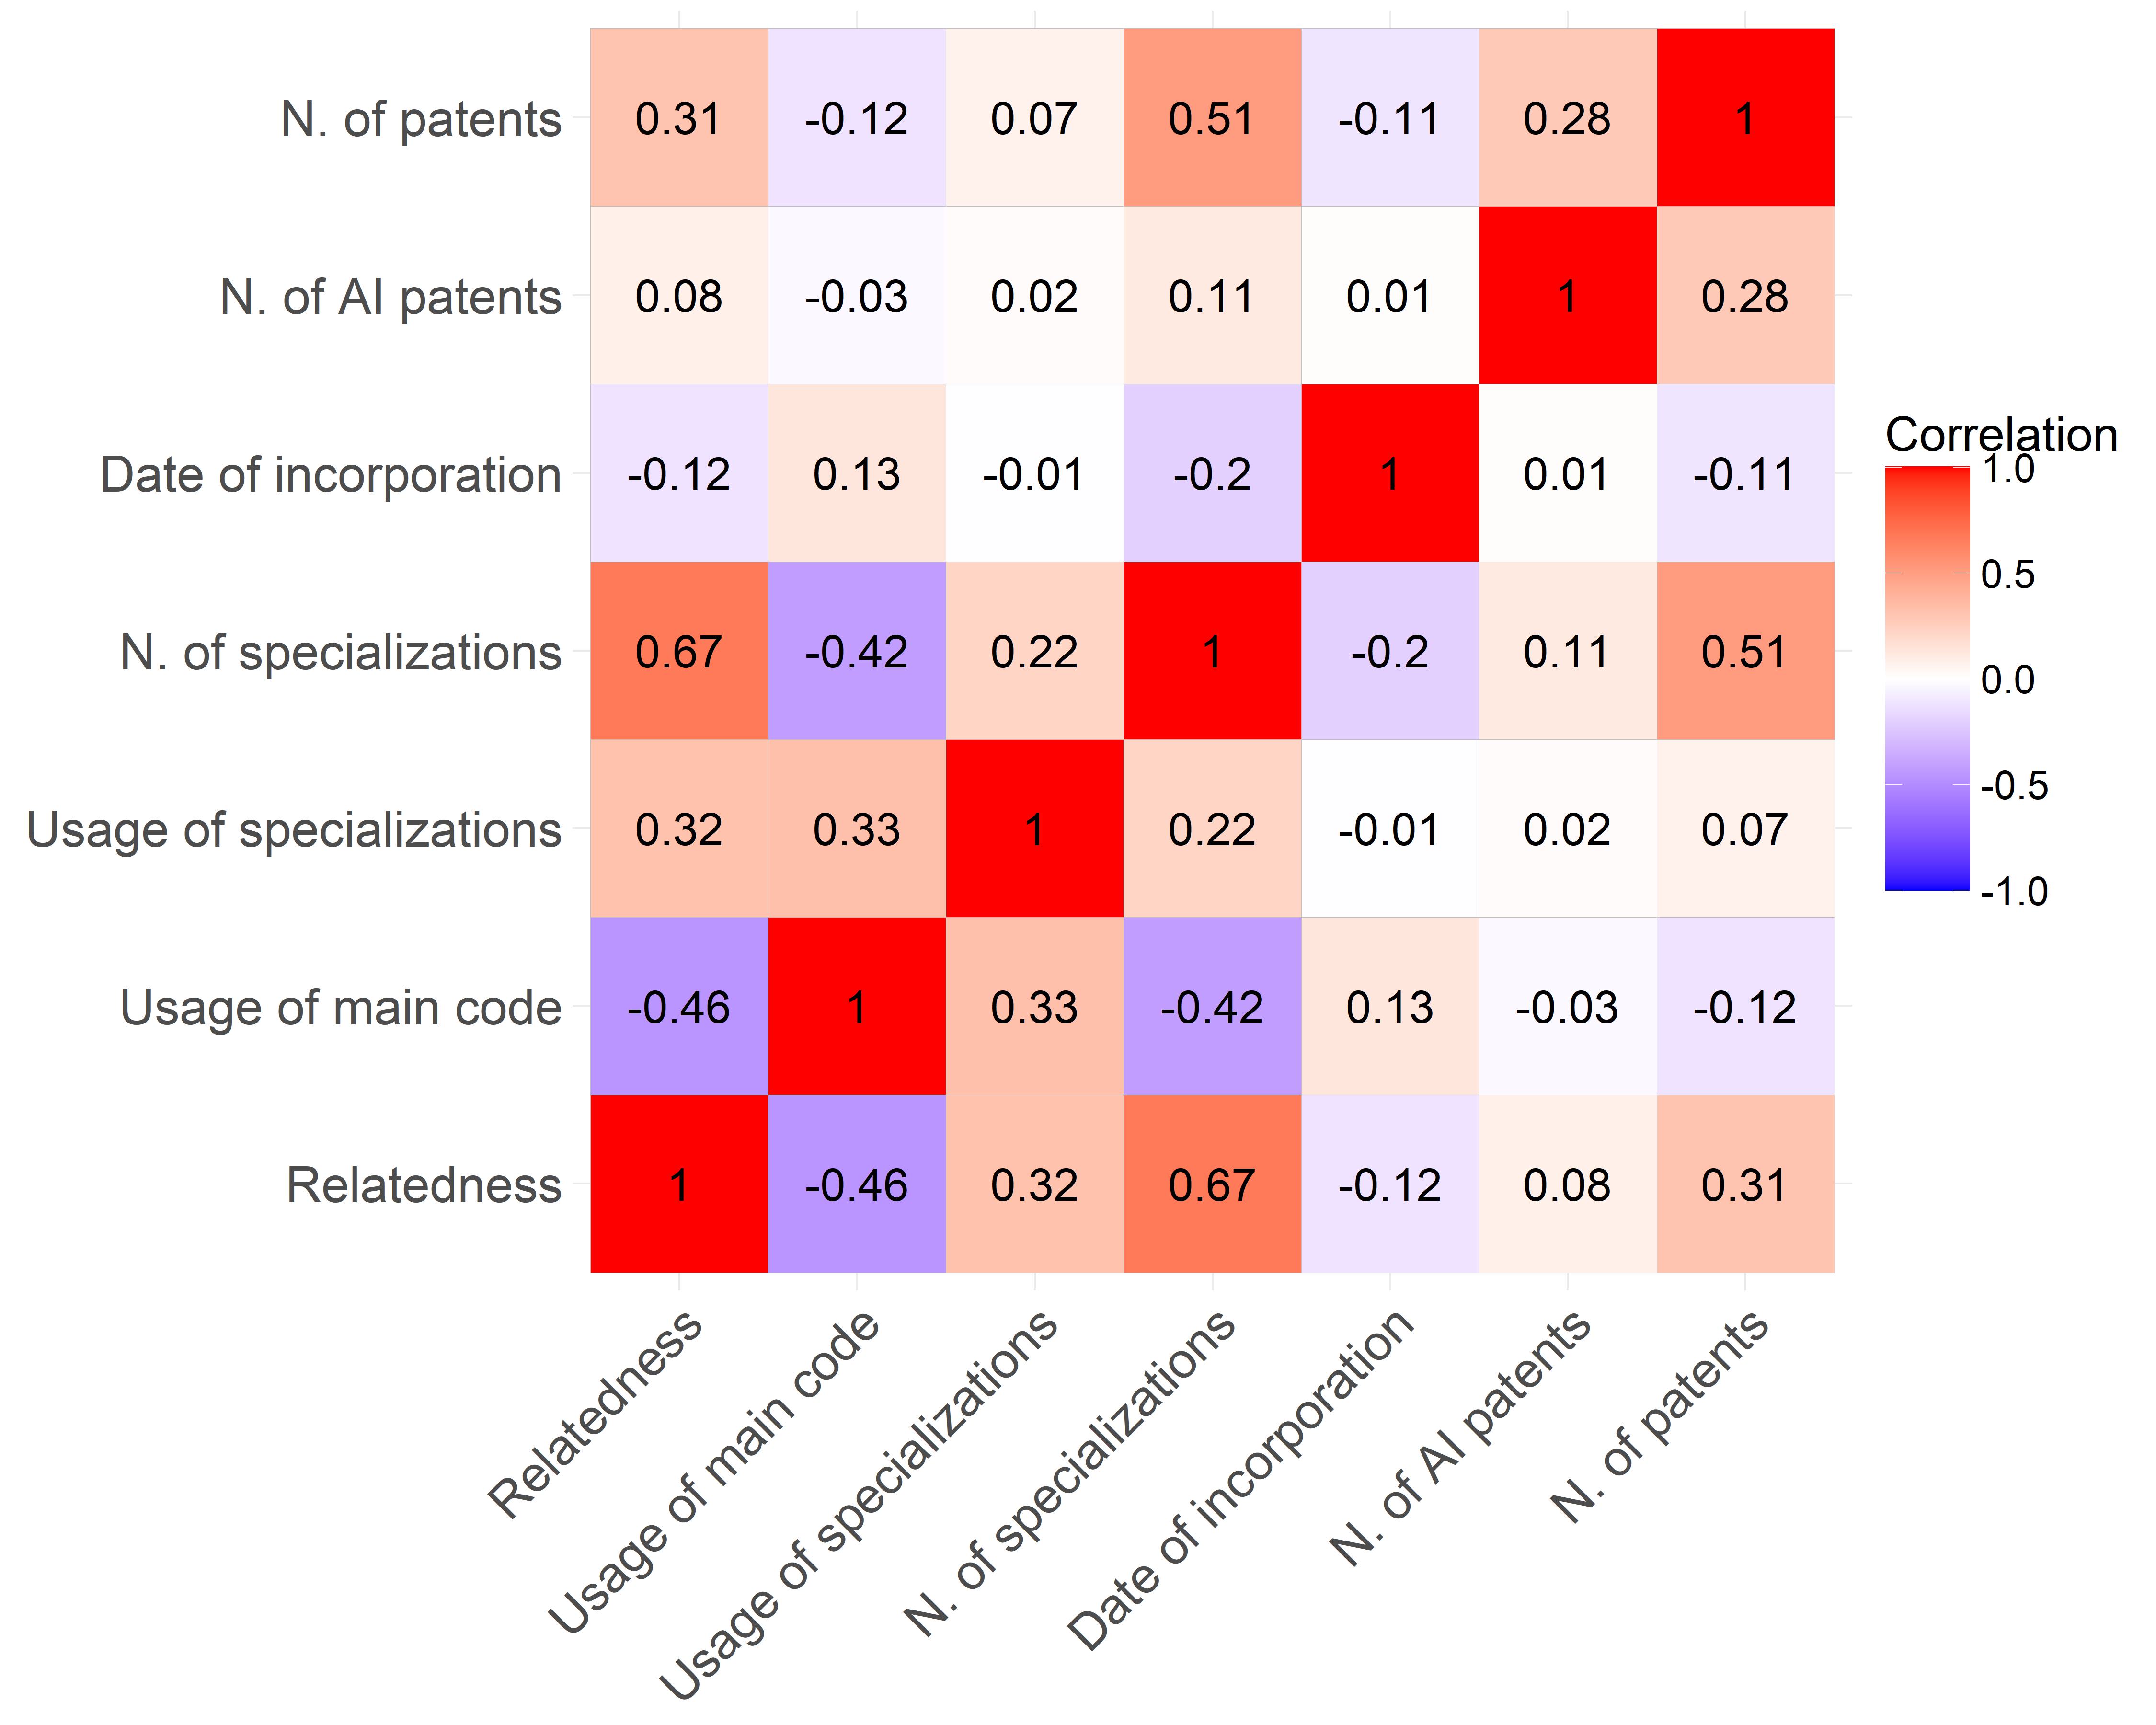 N. of patents 0.31 -0.12 0.07 0.51 -0.11 0.28 1
N. of AI patents 0.08 -0.03 0.02 0.11 0.01 1 0.28
Date of incorporation -0.12 0.13 -0.01 -0.2 1 0.01 -0.11
N. of specializations 0.67 -0.42 0.22 1 -0.2 0.11 0.51
Usage of specializations 0.32 0.33 1 0.22 -0.01 0.02 0.07
Usage of main code -0.46 1 0.33 -0.42 0.13 -0.03 -0.12
Relatedness 1 -0.46 0.32 0.67 -0.12 0.08 0.31
Relatedness
Usage of main code
Usage of specializations
N. of specializations
Date of incorporation
N. of AI patents
N. of patents
Correlation
1.0
0.5
0.0
-0.5
-1.0